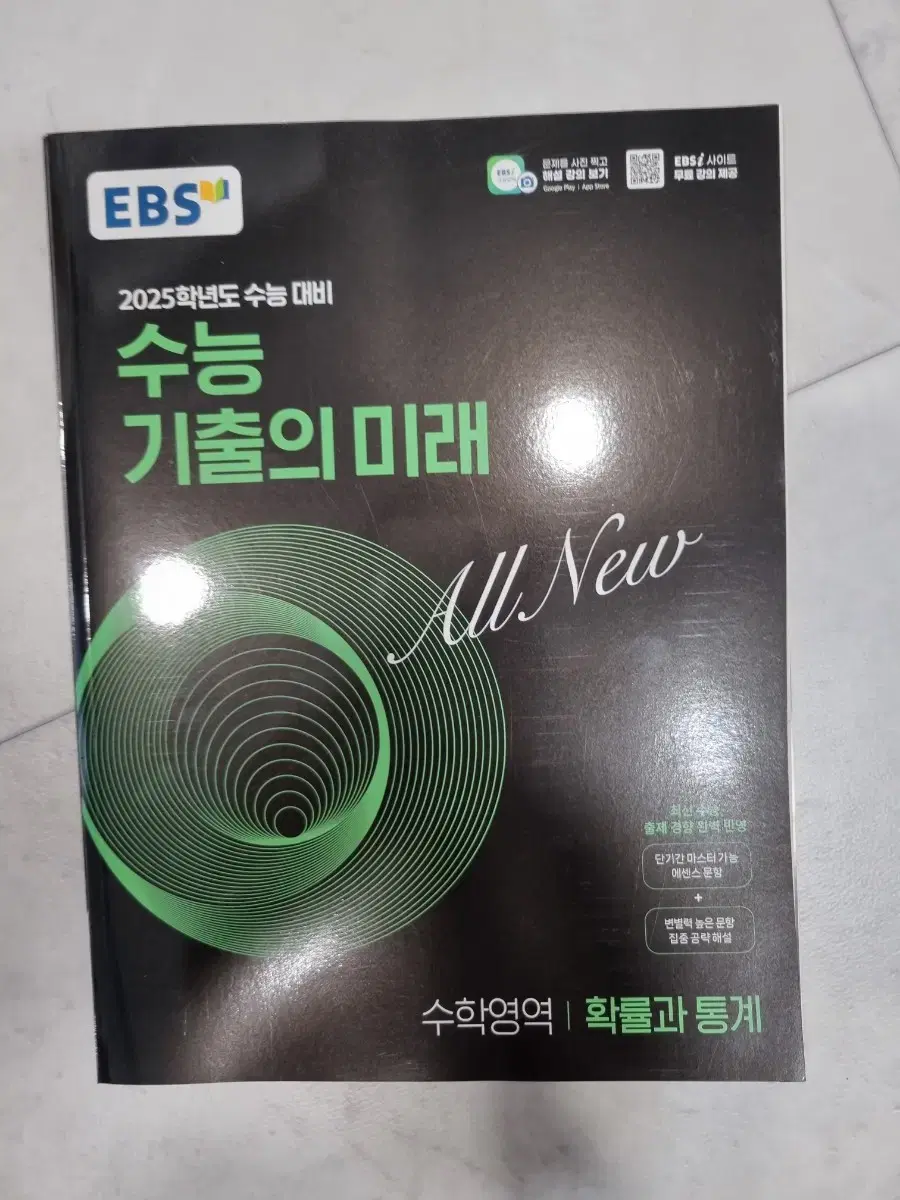 EBS
문제를 사진 찍고
해설 강의 보기
Google Play | App Store
EBSi 사이트
무료 강의 제공
2025학년도 수능 대비
수능
기출의 미래
All New
최신 수능
출제 경향 완벽 반영
단기간 마스터 가능
에센스 문항
+
변별력 높은 문항
집중 공략 해설
수학영역 | 확률과 통계